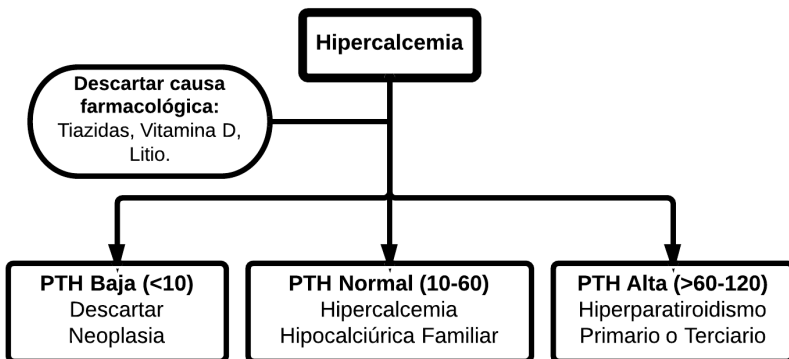 Hipercalcemia
Descartar causa
farmacológica:
Tiazidas, Vitamina D,
Litio.
PTH Baja (<10)
Descartar
Neoplasia
PTH Normal (10-60)
Hipercalcemia
Hipocalciúrica Familiar
PTH Alta (>60-120)
Hiperparatiroidismo
Primario o Terciario